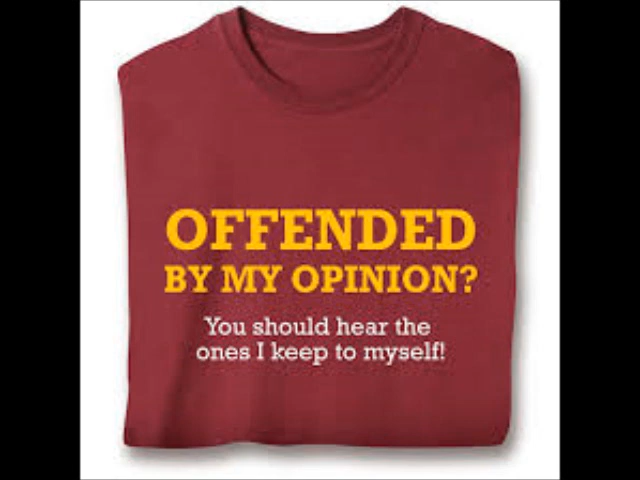 OFFENDED
BY MY OPINION?
You should hear the
ones I keep to myself!